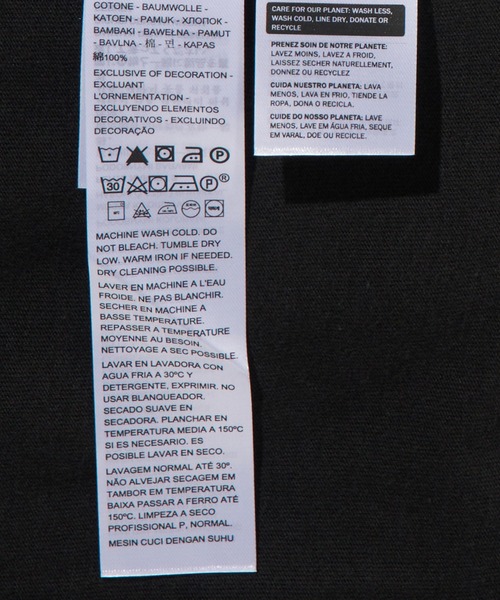 COTONE - BAUMWOLLE -
KATOEN - PAMUK - ХЛОПОК -
BAMBAKI - BAWEŁNA - PAMUT
- BAVLNA - 棉 - 면 - KAPAS
綿100%
EXCLUSIVE OF DECORATION -
EXCLUANT
L'ORNEMENTATION -
EXCLUYENDO ELEMENTOS
DECORATIVOS - EXCLUINDO
DECORAÇÃO
P
30 P ®
MACHINE WASH COLD. DO
NOT BLEACH. TUMBLE DRY
LOW. WARM IRON IF NEEDED.
DRY CLEANING POSSIBLE.
LAVER EN MACHINE A L'EAU
FROIDE. NE PAS BLANCHIR.
SECHER EN MACHINE A
BASSE TEMPERATURE.
REPASSER A TEMPERATURE
MOYENNE AU BESOIN.
NETTOYAGE A SEC POSSIBLE.
LAVAR EN LAVADORA CON
AGUA FRIA A 30ºC Y
DETERGENTE, EXPRIMIR. NO
USAR BLANQUEADOR.
SECADO SUAVE EN
SECADORA. PLANCHAR EN
TEMPERATURA MEDIA A 150ºC
SI ES NECESARIO. ES
POSIBLE LAVAR EN SECO.
LAVAGEM NORMAL ATÉ 30º.
NÃO ALVEJAR SECAGEM EM
TAMBOR EM TEMPERATURA
BAIXA PASSAR A FERRO ATÉ
150ºC. LIMPEZA A SECO
PROFISSIONAL P, NORMAL.
MESIN CUCI DENGAN SUHU
CARE FOR OUR PLANET: WASH LESS,
WASH COLD, LINE DRY, DONATE OR
RECYCLE
PRENEZ SOIN DE NOTRE PLANETE:
LAVEZ MOINS, LAVEZ A FROID,
LAISSEZ SECHER NATURELLEMENT,
DONNEZ OU RECYCLEZ
CUIDA NUESTRO PLANETA: LAVA
MENOS, LAVA EN FRIO, TIENDE LA
ROPA, DONA O RECICLA.
CUIDE DO NOSSO PLANETA: LAVE
MENOS, LAVE EM ÁGUA FRIA, SEQUE
EM VARAL, DOE OU RECICLE.